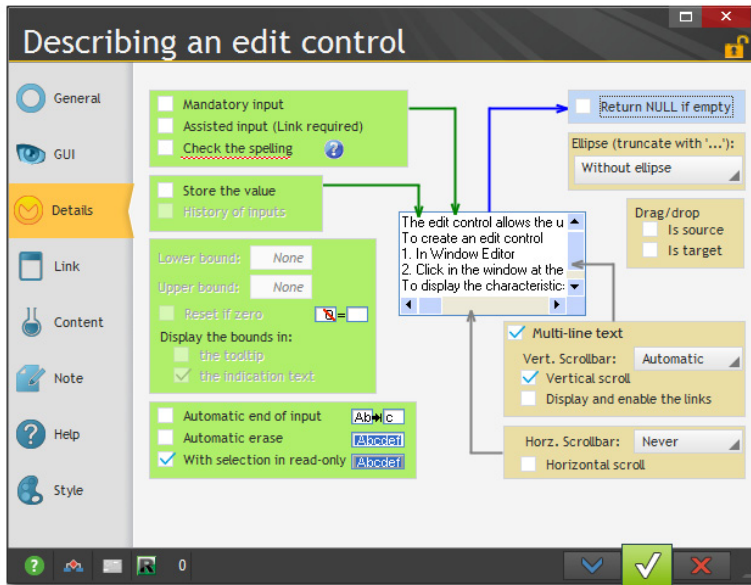 Describing an edit control
General
GUI
Details
Link
Content
Note
Help
Style
Mandatory input
Assisted input (Link required)
Check the spelling
Store the value
History of inputs
Lower bound: None
Upper bound: None
Reset if zero
0=
Display the bounds in:
the tooltip
the indication text
Automatic end of input Ab c
Automatic erase Abcdef
With selection in read-only Abcdef
The edit control allows the u
To create an edit control
1. In Window Editor
2. Click in the window at the
To display the characteristic:
Return NULL if empty
Ellipse (truncate with '...'):
Without ellipse
Drag/drop
Is source
Is target
Multi-line text
Vert. Scrollbar: Automatic
Vertical scroll
Display and enable the links
Horz. Scrollbar: Never
Horizontal scroll
R 0